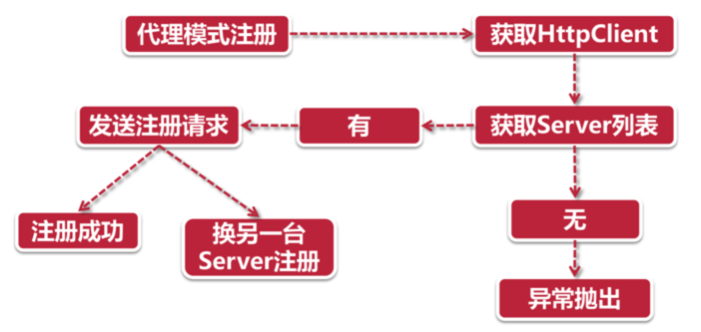 代理模式注册
获取HttpClient
发送注册请求
有
获取Server列表
注册成功
换另一台
Server注册
无
异常抛出